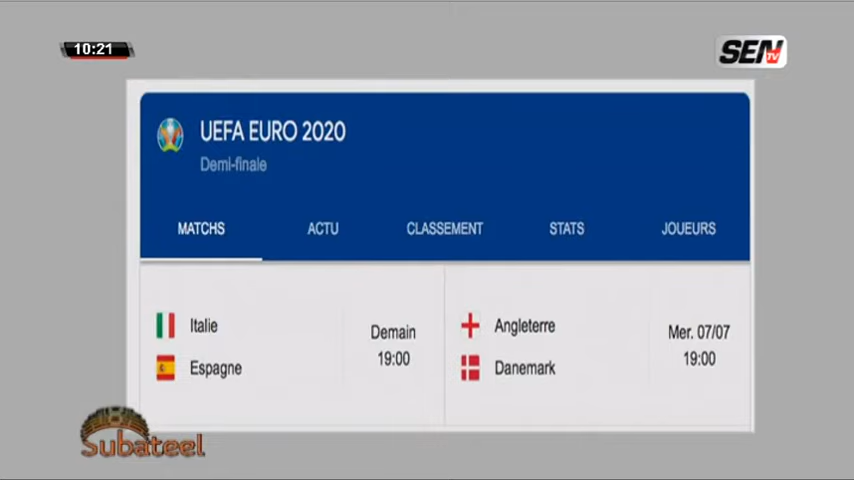 10:21
SEN TV
UEFA EURO 2020
Demi-finale
MATCHS ACTU CLASSEMENT STATS JOUEURS
Italie
Espagne
Demain
19:00
Angleterre
Danemark
Mer. 07/07
19:00
Subateel